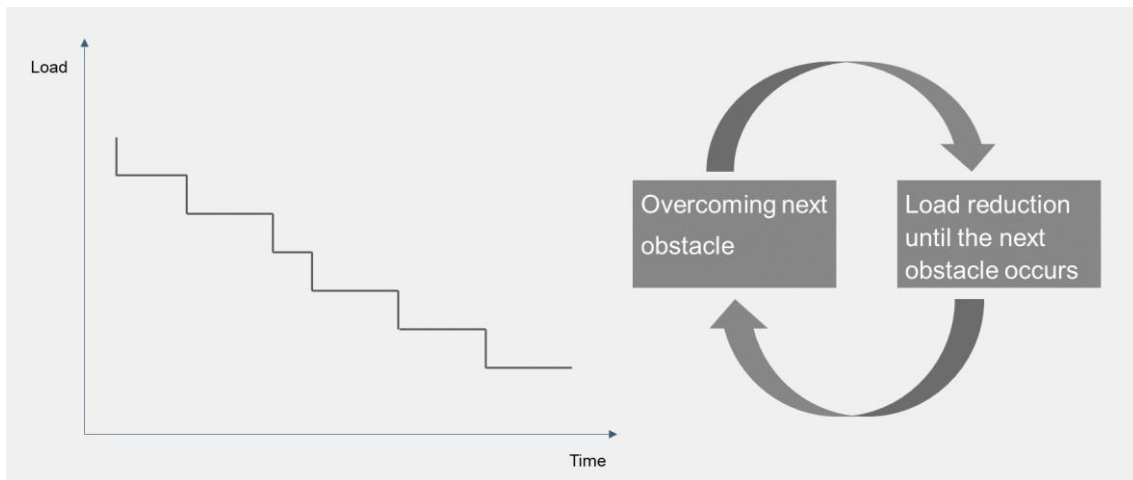 Load
Overcoming next
obstacle
Load reduction
until the next
obstacle occurs
Time